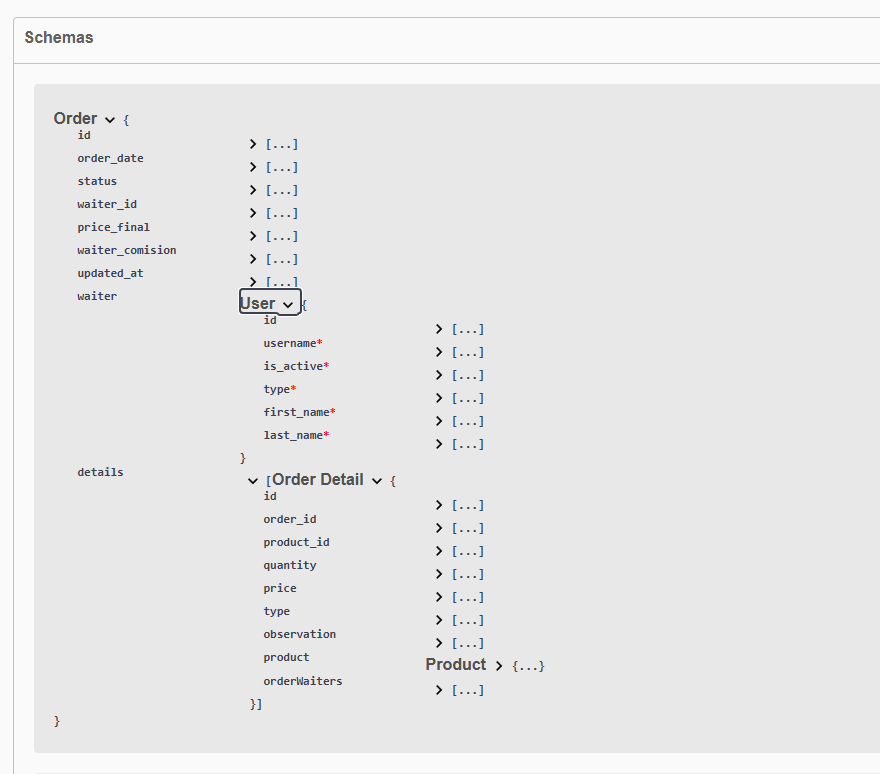 Schemas
Order {
id [...]
order_date [...]
status [...]
waiter_id [...]
price_final [...]
waiter_comision [...]
updated_at [...]
waiter User {
id [...]
username* [...]
is_active* [...]
type* [...]
first_name* [...]
last_name* [...]
}
details [Order Detail {
id [...]
order_id [...]
product_id [...]
quantity [...]
price [...]
type [...]
observation [...]
product Product {...}
orderWaiters [...]
}]
}